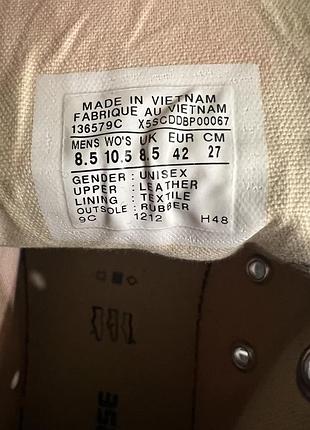 MADE IN VIETNAM
FABRIQUE AU VIETNAM
136579C X55CDDBP00067
MENS WO'S UK EUR CM
8.5 10.5 8.5 42 27
GENDER : UNISEX
UPPER : LEATHER
LINING : TEXTILE
OUTSOLE : RUBBER
9C 1212 H48